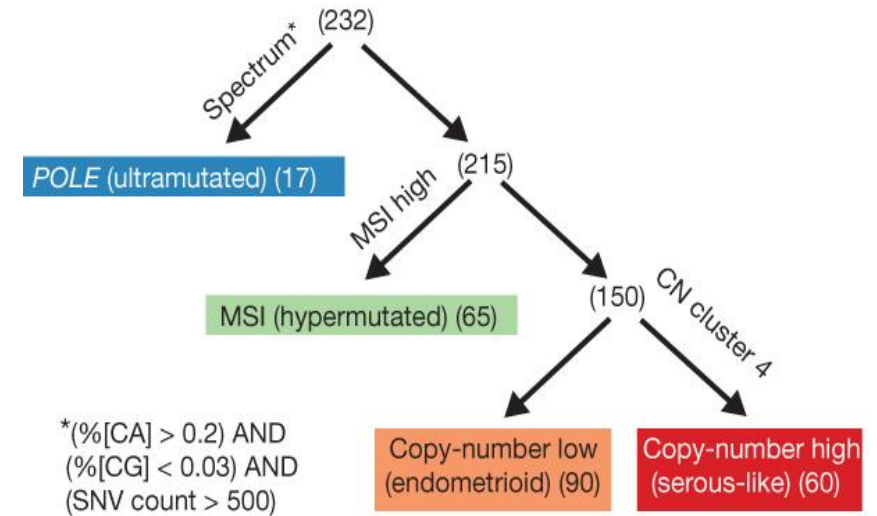 (232)
Spectrum*
POLE (ultramutated) (17)
(215)
MSI high
MSI (hypermutated) (65)
(150)
CN cluster 4
*(%[CA] > 0.2) AND
(%[CG] < 0.03) AND
(SNV count > 500)
Copy-number low
(endometrioid) (90)
Copy-number high
(serous-like) (60)